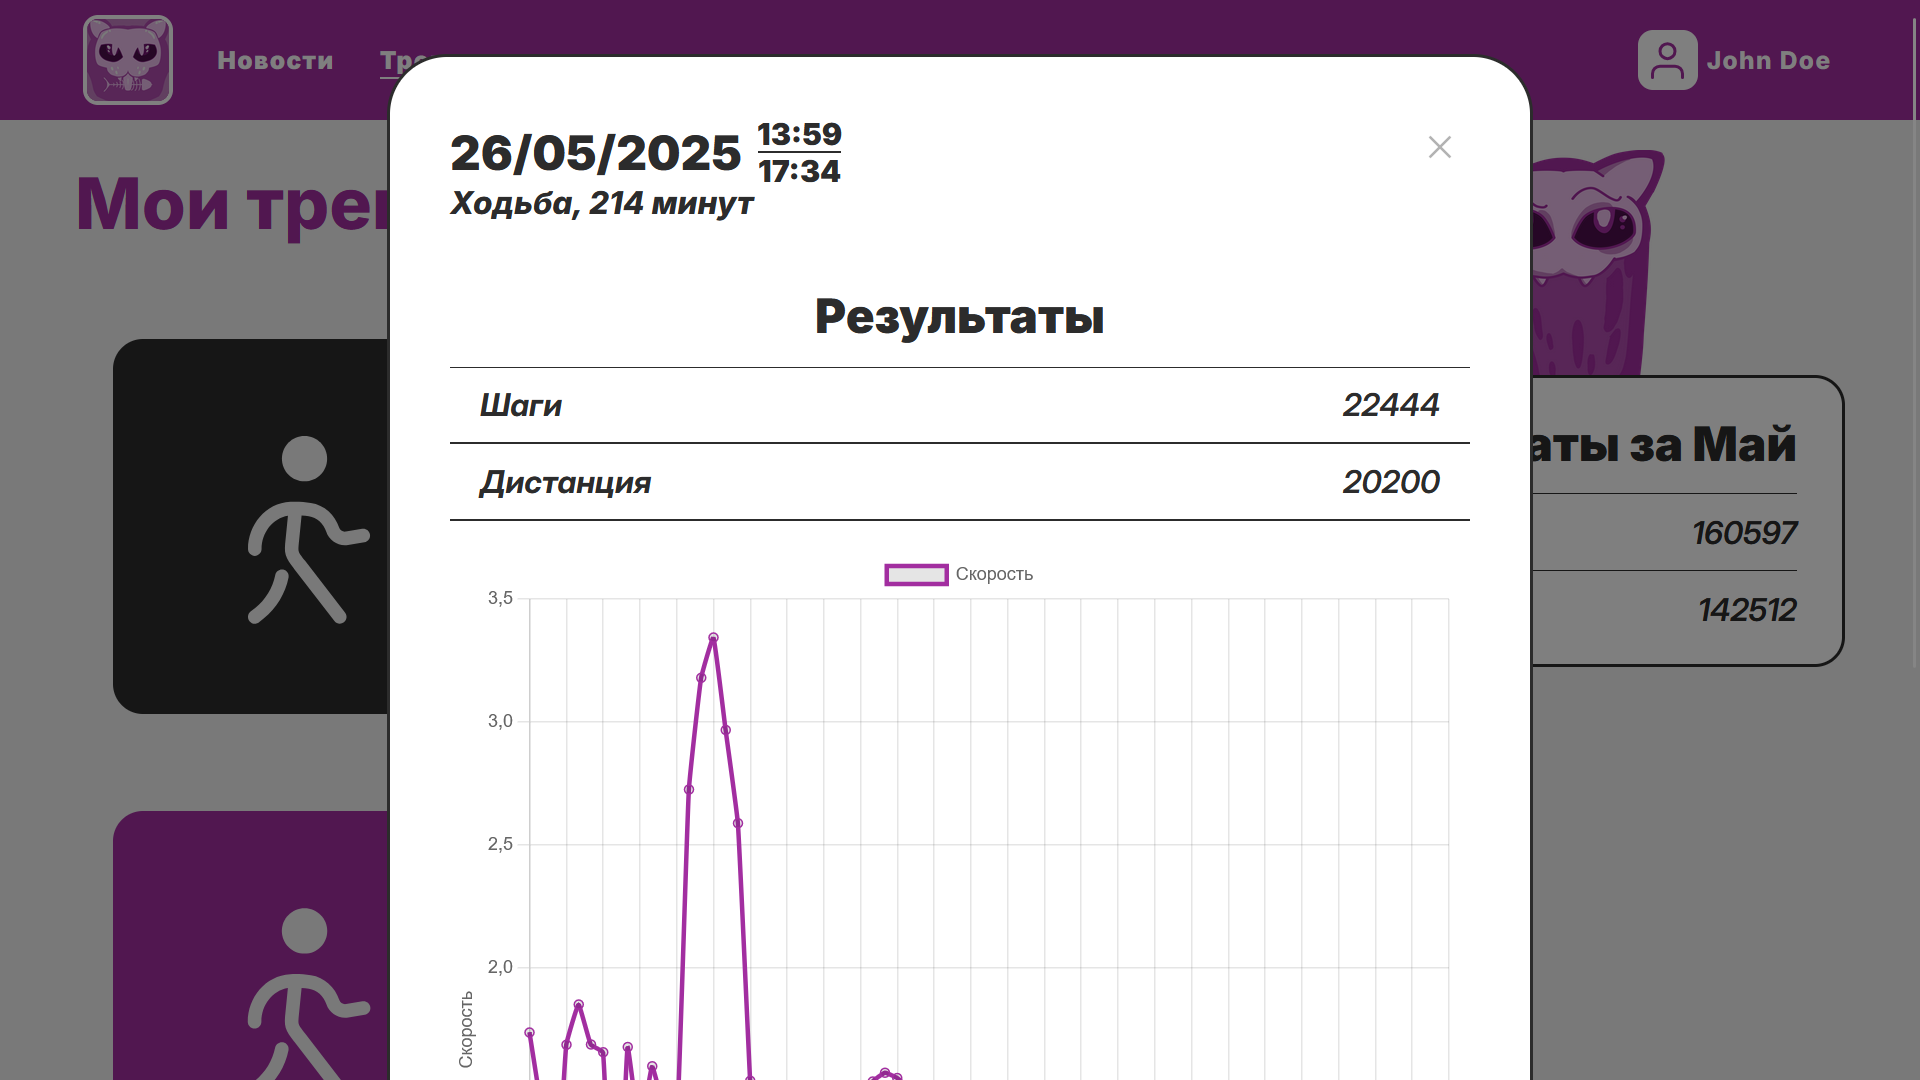 Новости
Тре
John Doe
Мои трен
26/05/2025
13:59
17:34
Ходьба, 214 минут
Результаты
Шаги 22444
Дистанция 20200
аты за Май
160597
142512
Скорость
3,5
3,0
2,5
2,0
Скорость